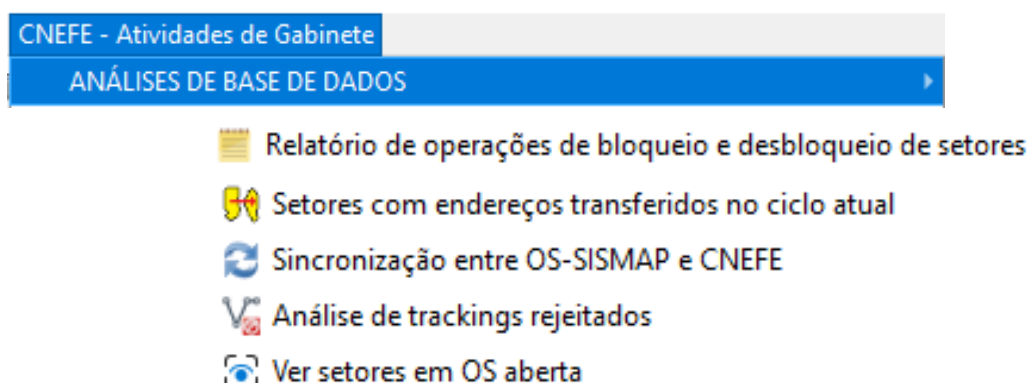 CNEFE - Atividades de Gabinete
ANÁLISES DE BASE DE DADOS
Relatório de operações de bloqueio e desbloqueio de setores
Setores com endereços transferidos no ciclo atual
Sincronização entre OS-SISMAP e CNEFE
Análise de trackings rejeitados
Ver setores em OS aberta